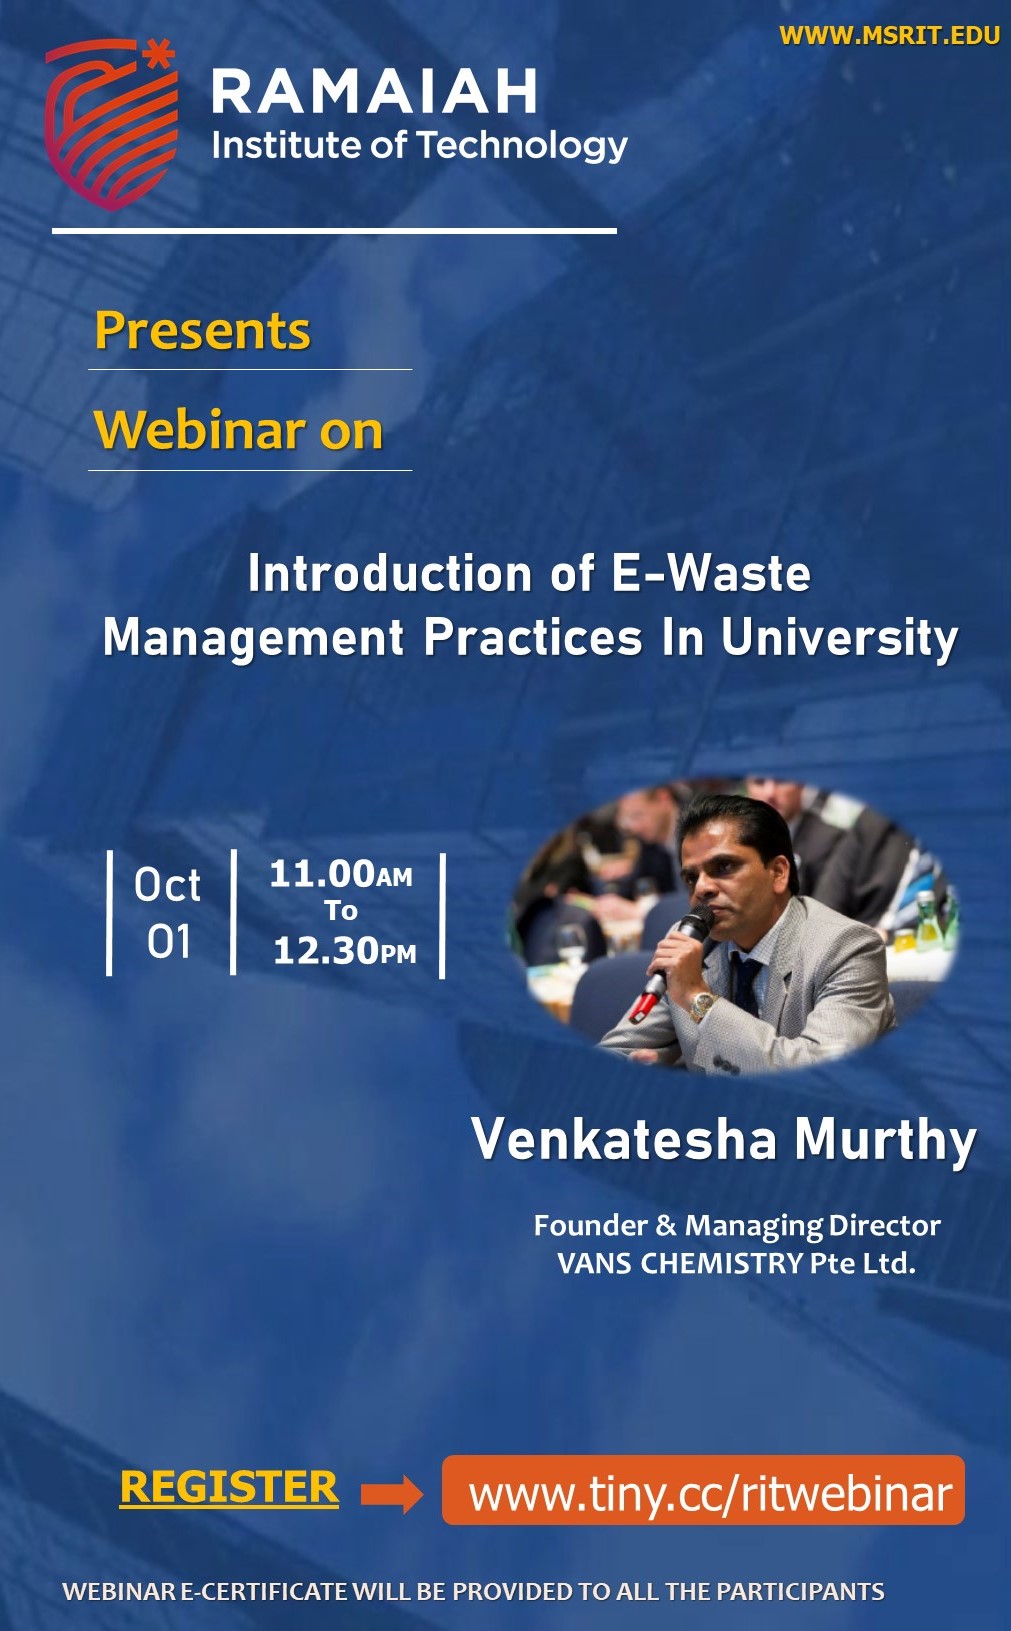 WWW.MSRIT.EDU
RAMAIAH
Institute of Technology
Presents
Webinar on
Introduction of E-Waste
Management Practices In University
Oct
01
11.00AM
To
12.30PM
Venkatesha Murthy
Founder & Managing Director
VANS CHEMISTRY Pte Ltd.
REGISTER
www.tiny.cc/ritwebinar
WEBINAR E-CERTIFICATE WILL BE PROVIDED TO ALL THE PARTICIPANTS